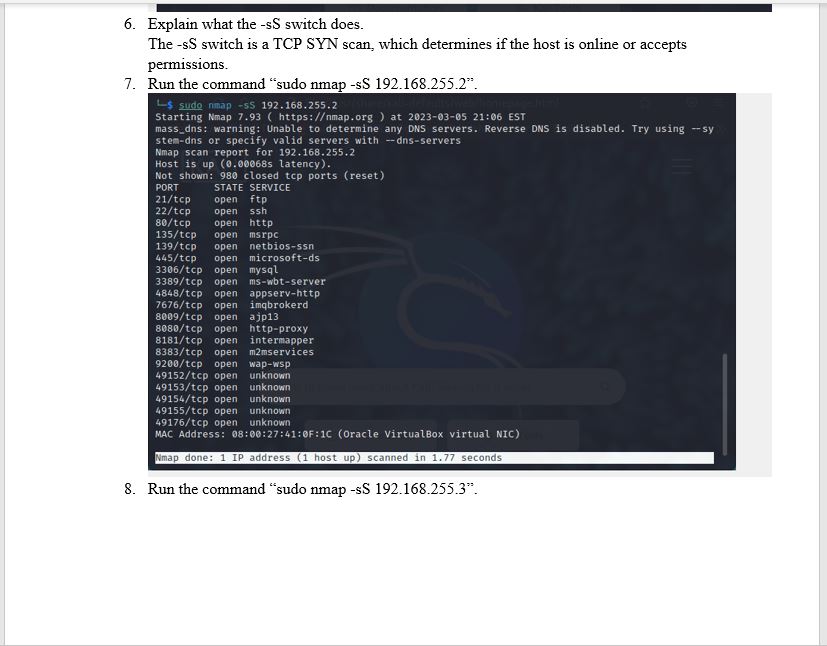 6. Explain what the -sS switch does.
The -sS switch is a TCP SYN scan, which determines if the host is online or accepts
permissions.
7. Run the command “sudo nmap -sS 192.168.255.2”.
└─$ sudo nmap -sS 192.168.255.2
Starting Nmap 7.93 ( https://nmap.org ) at 2023-03-05 21:06 EST
mass_dns: warning: Unable to determine any DNS servers. Reverse DNS is disabled. Try using --sy
stem-dns or specify valid servers with --dns-servers
Nmap scan report for 192.168.255.2
Host is up (0.00068s latency).
Not shown: 980 closed tcp ports (reset)
PORT STATE SERVICE
21/tcp open ftp
22/tcp open ssh
80/tcp open http
135/tcp open msrpc
139/tcp open netbios-ssn
445/tcp open microsoft-ds
3306/tcp open mysql
3389/tcp open ms-wbt-server
4848/tcp open appserv-http
7676/tcp open imqbrokerd
8009/tcp open ajp13
8080/tcp open http-proxy
8181/tcp open intermapper
8383/tcp open m2mservices
9200/tcp open wap-wsp
49152/tcp open unknown
49153/tcp open unknown
49154/tcp open unknown
49155/tcp open unknown
49176/tcp open unknown
MAC Address: 08:00:27:41:0F:1C (Oracle VirtualBox virtual NIC)
Nmap done: 1 IP address (1 host up) scanned in 1.77 seconds
8. Run the command “sudo nmap -sS 192.168.255.3”.